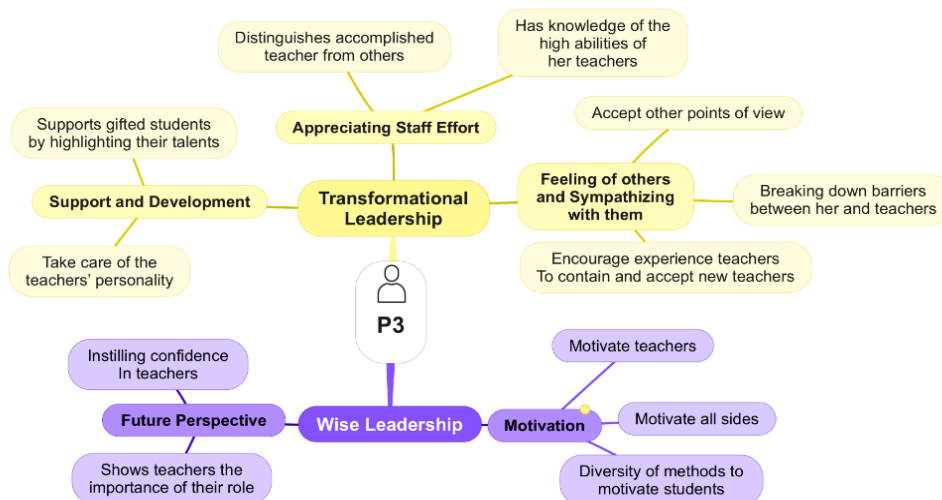 Distinguishes accomplished
teacher from others
Has knowledge of the
high abilities of
her teachers
Appreciating Staff Effort
Accept other points of view
Supports gifted students
by highlighting their talents
Support and Development
Transformational
Leadership
Feeling of others
and Sympathizing
with them
Breaking down barriers
between her and teachers
Take care of the
teachers’ personality
Encourage experience teachers
To contain and accept new teachers
P3
Instilling confidence
In teachers
Motivate teachers
Future Perspective
Wise Leadership
Motivation
Motivate all sides
Shows teachers the
importance of their role
Diversity of methods to
motivate students